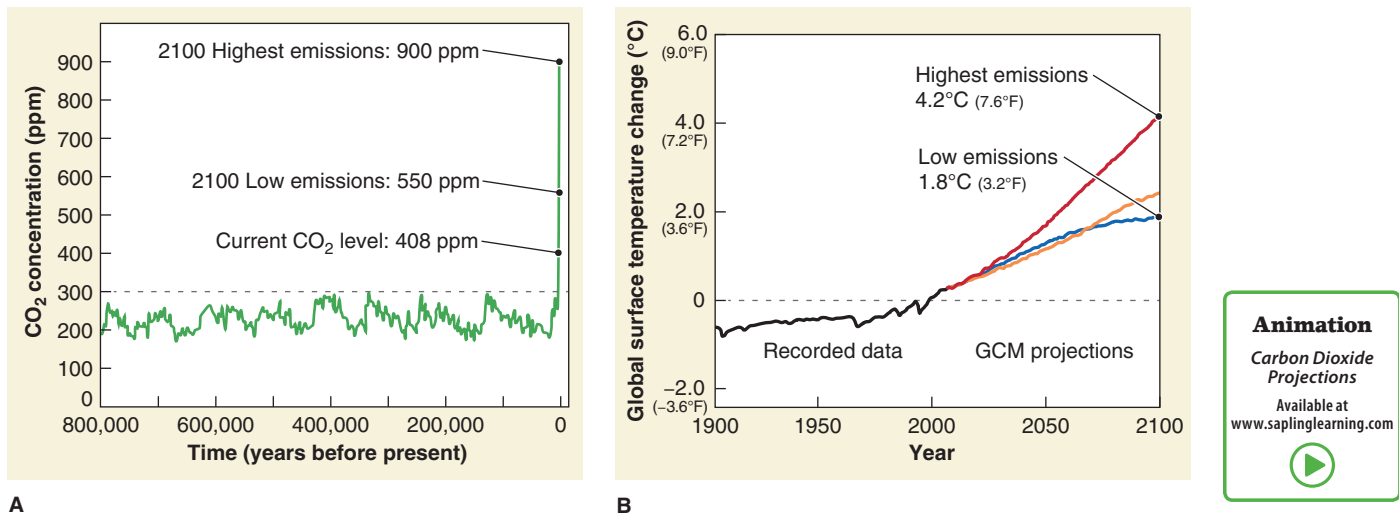 CO2 concentration (ppm)
900
800
700
600
500
400
300
200
100
0
2100 Highest emissions: 900 ppm
2100 Low emissions: 550 ppm
Current CO2 level: 408 ppm
800,000 600,000 400,000 200,000 0
Time (years before present)
A
Global surface temperature change (°C)
6.0
(9.0°F)
4.0
(7.2°F)
2.0
(3.6°F)
0
−2.0
(−3.6°F)
Highest emissions
4.2°C (7.6°F)
Low emissions
1.8°C (3.2°F)
Recorded data GCM projections
1900 1950 2000 2050 2100
Year
B
Animation
Carbon Dioxide
Projections
Available at
www.saplinglearning.com